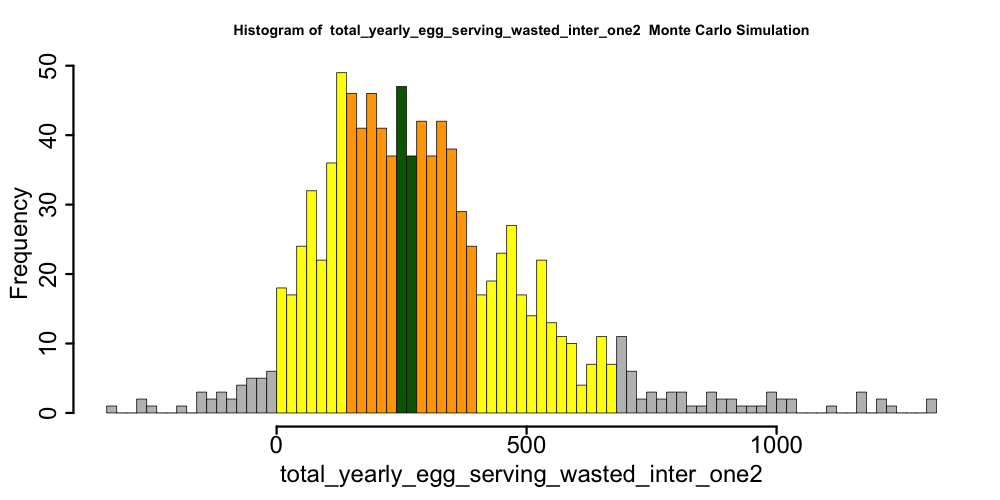 Histogram of total_yearly_egg_serving_wasted_inter_one2 Monte Carlo Simulation
50
40
30
20
10
0
Frequency
0 500 1000
total_yearly_egg_serving_wasted_inter_one2